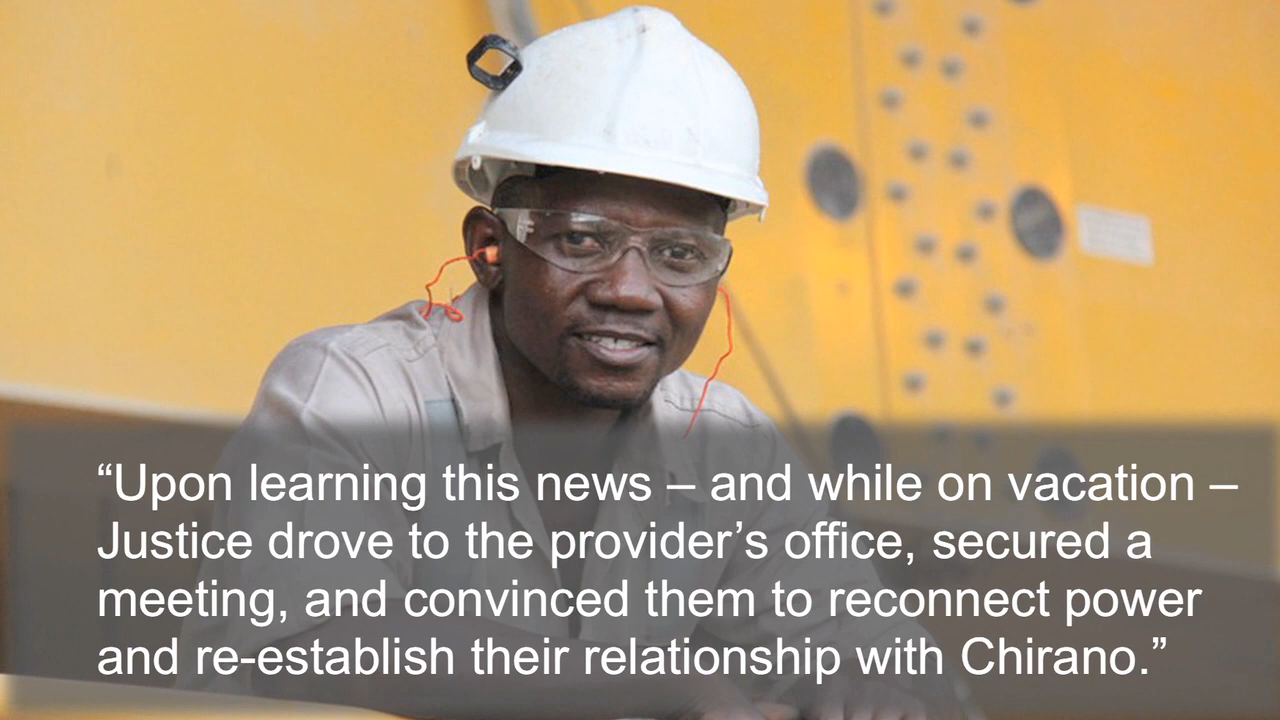 “Upon learning this news – and while on vacation –
Justice drove to the provider’s office, secured a
meeting, and convinced them to reconnect power
and re-establish their relationship with Chirano.”